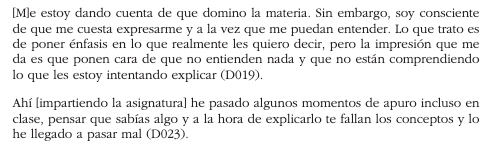 [M]e estoy dando cuenta de que domino la materia. Sin embargo, soy consciente
de que me cuesta expresarme y a la vez que me puedan entender. Lo que trato es
de poner énfasis en lo que realmente les quiero decir, pero la impresión que me
da es que ponen cara de que no entienden nada y que no están comprendiendo
lo que les estoy intentando explicar (D019).
Ahí [impartiendo la asignatura] he pasado algunos momentos de apuro incluso en
clase, pensar que sabías algo y a la hora de explicarlo te fallan los conceptos y lo
he llegado a pasar mal (D023).